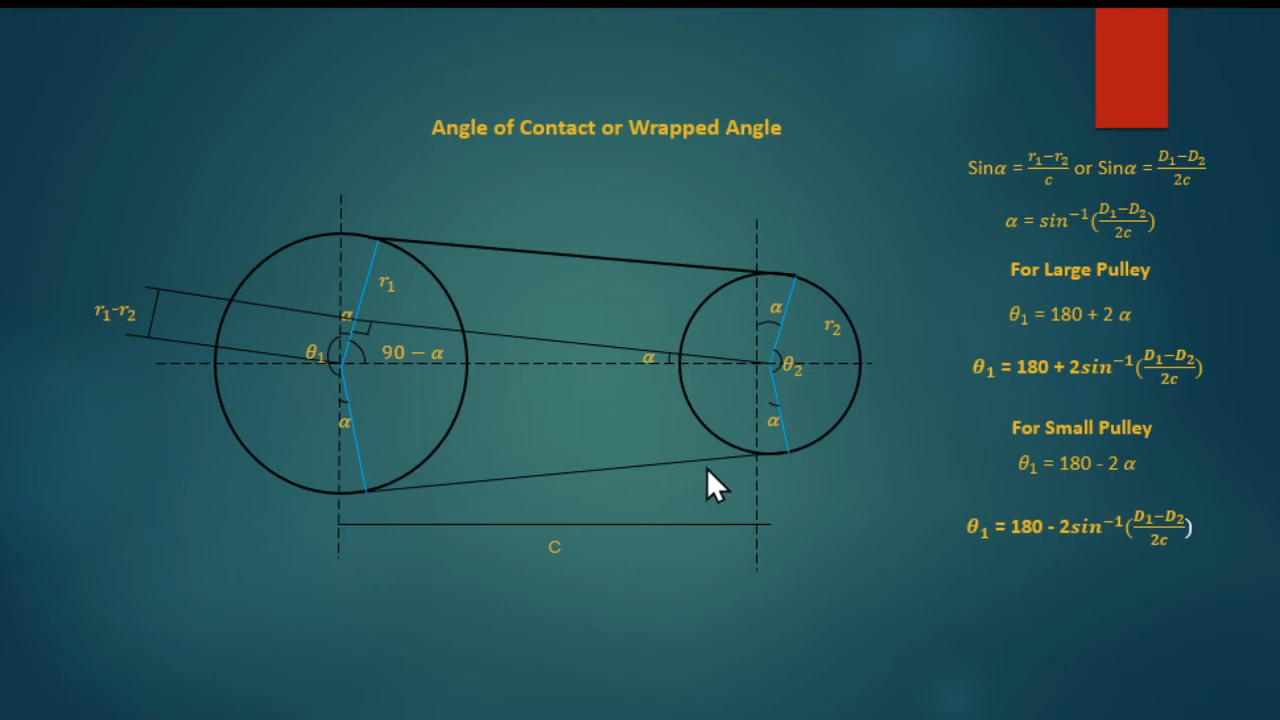 Angle of Contact or Wrapped Angle
Sinα = (r₁−r₂)/c or Sinα = (D₁−D₂)/2c
α = sin⁻¹((D₁−D₂)/2c)
For Large Pulley
θ₁ = 180 + 2 α
θ₁ = 180 + 2sin⁻¹((D₁−D₂)/2c)
For Small Pulley
θ₁ = 180 - 2 α
θ₁ = 180 - 2sin⁻¹((D₁−D₂)/2c)
r₁
r₁-r₂
α
θ₁
90 − α
α
α
α
r₂
θ₂
α
C